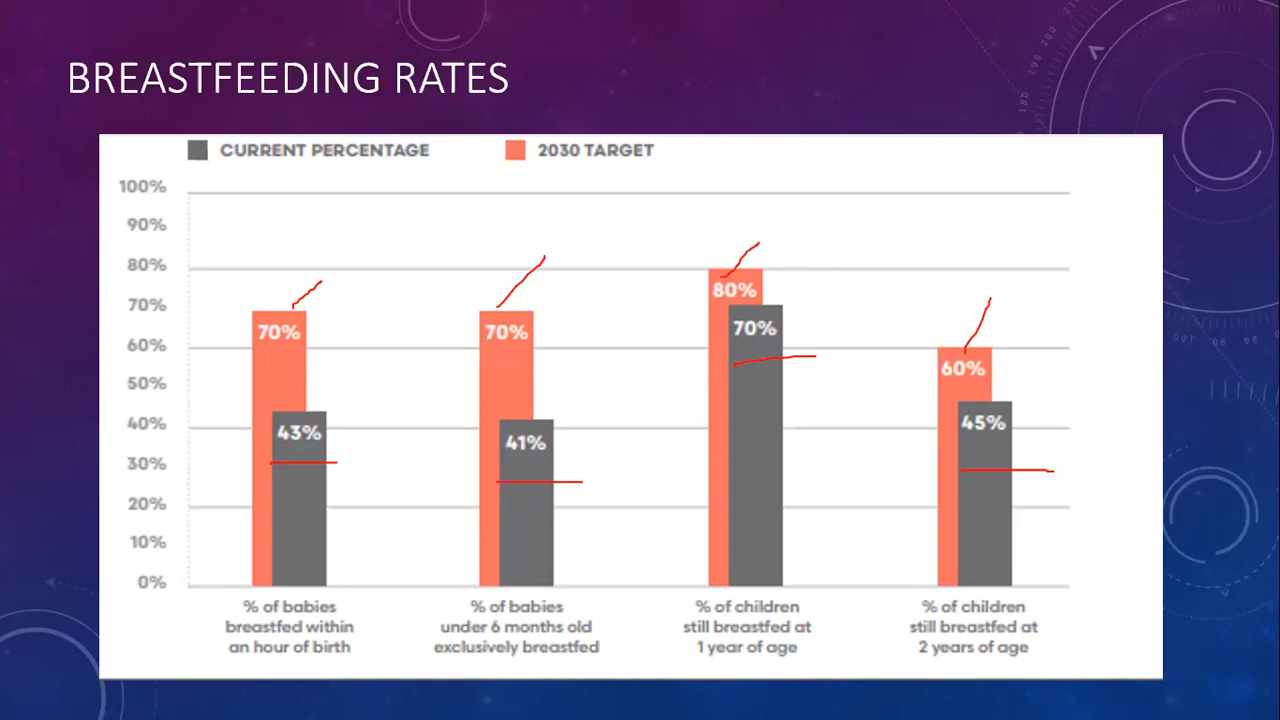 BREASTFEEDING RATES
CURRENT PERCENTAGE 2030 TARGET
100%
90%
80%
70%
60%
50%
40%
30%
20%
10%
0%
70%
43%
70%
41%
80%
70%
60%
45%
% of babies
breastfed within
an hour of birth
% of babies
under 6 months old
exclusively breastfed
% of children
still breastfed at
1 year of age
% of children
still breastfed at
2 years of age